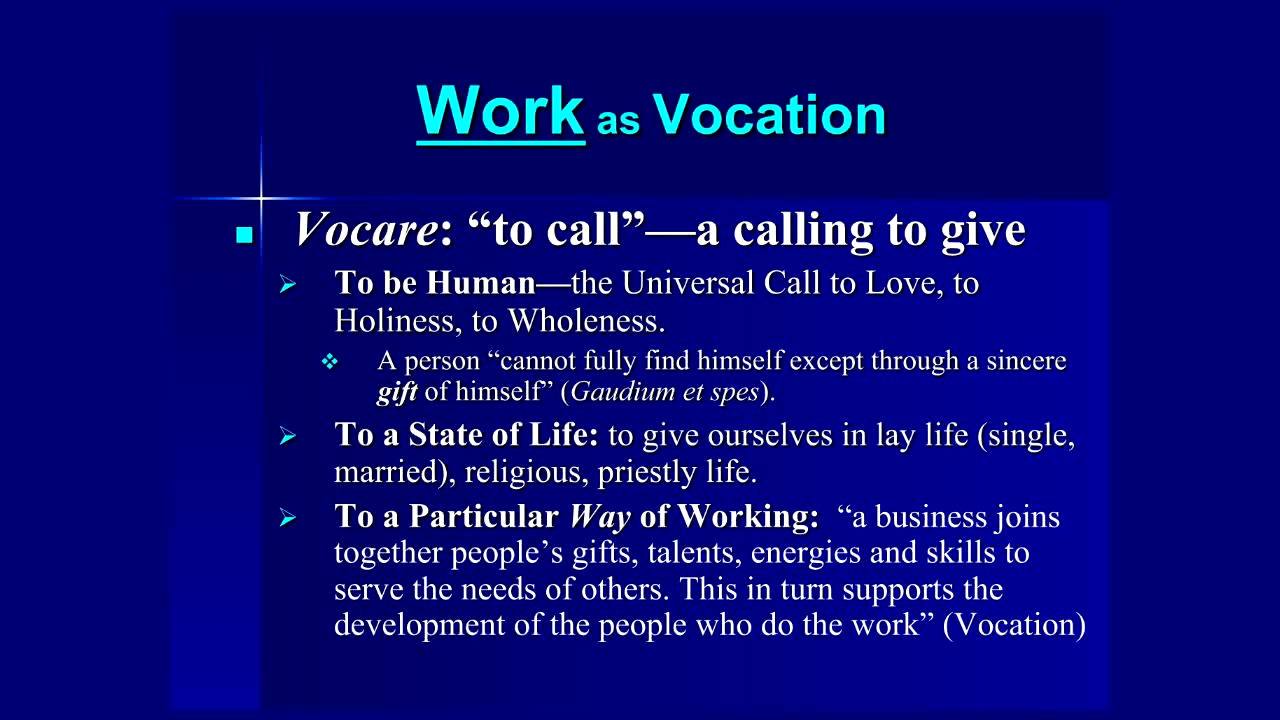 Work as Vocation
Vocare: “to call”—a calling to give
To be Human—the Universal Call to Love, to
Holiness, to Wholeness.
A person “cannot fully find himself except through a sincere
gift of himself” (Gaudium et spes).
To a State of Life: to give ourselves in lay life (single,
married), religious, priestly life.
To a Particular Way of Working: “a business joins
together people’s gifts, talents, energies and skills to
serve the needs of others. This in turn supports the
development of the people who do the work” (Vocation)